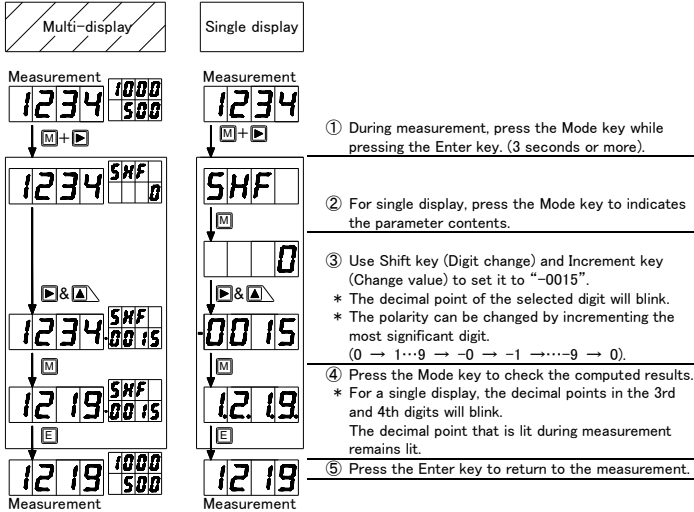 Multi-display
Single display
Measurement
1234 1000
500
M+▶
1234 SHF
0
▶&▲
1234 SHF
-0015
M
1219 SHF
-0015
E
1219 1000
500
Measurement
Measurement
1234
M+▶
SHF
M
0
▶&▲
-0015
M
1.2.1.9.
E
1219
Measurement
① During measurement, press the Mode key while
pressing the Enter key. (3 seconds or more).
② For single display, press the Mode key to indicates
the parameter contents.
③ Use Shift key (Digit change) and Increment key
(Change value) to set it to “-0015”.
* The decimal point of the selected digit will blink.
* The polarity can be changed by incrementing the
most significant digit.
(0 → 1…9 → -0 → -1 →…-9 → 0).
④ Press the Mode key to check the computed results.
* For a single display, the decimal points in the 3rd
and 4th digits will blink.
The decimal point that is lit during measurement
remains lit.
⑤ Press the Enter key to return to the measurement.